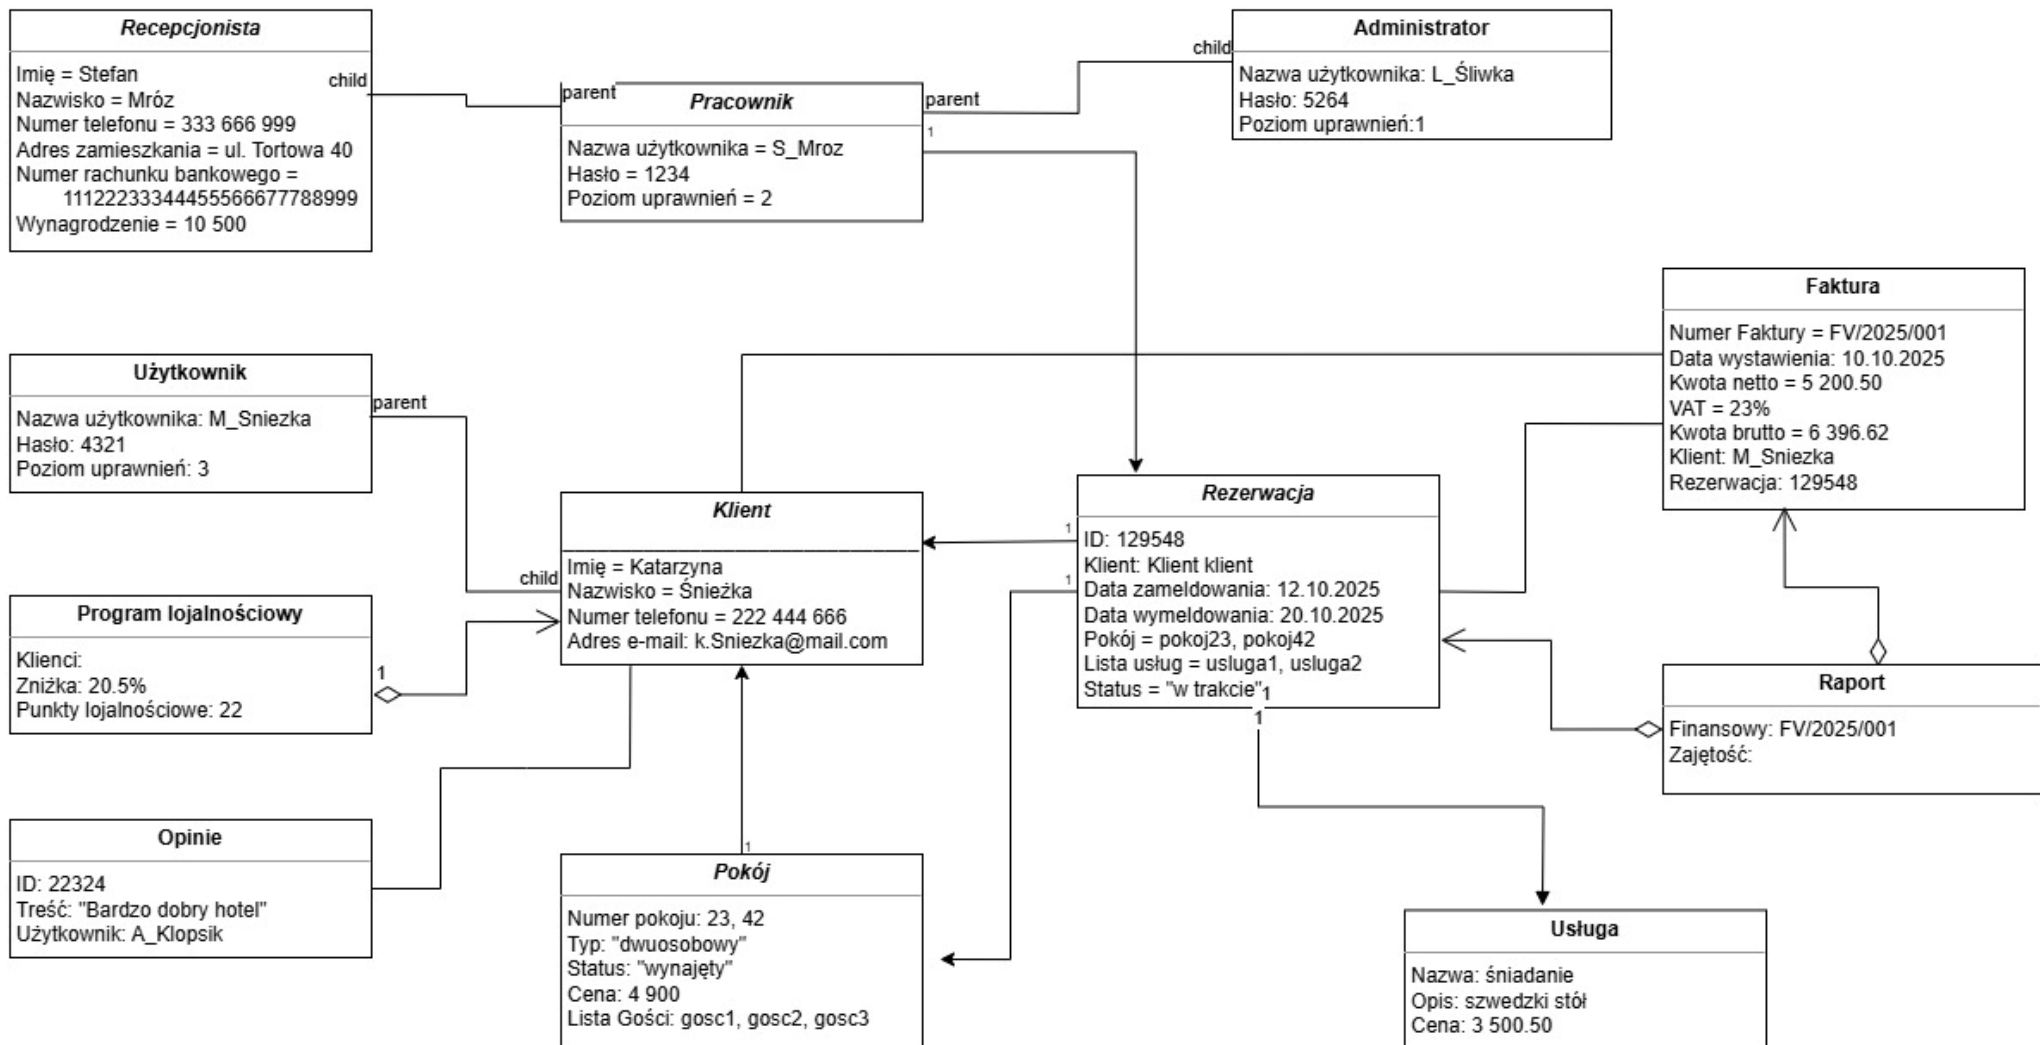 Recepcjonista
Imię = Stefan
Nazwisko = Mróz
Numer telefonu = 333 666 999
Adres zamieszkania = ul. Tortowa 40
Numer rachunku bankowego =
111222333444555666777888999
Wynagrodzenie = 10 500
child
parent
Pracownik
Nazwa użytkownika = S_Mroz
Hasło = 1234
Poziom uprawnień = 2
parent
1
child
Administrator
Nazwa użytkownika: L_Śliwka
Hasło: 5264
Poziom uprawnień:1
Faktura
Numer Faktury = FV/2025/001
Data wystawienia: 10.10.2025
Kwota netto = 5 200.50
VAT = 23%
Kwota brutto = 6 396.62
Klient: M_Sniezka
Rezerwacja: 129548
Użytkownik
Nazwa użytkownika: M_Sniezka
Hasło: 4321
Poziom uprawnień: 3
parent
child
Klient
Imię = Katarzyna
Nazwisko = Śnieżka
Numer telefonu = 222 444 666
Adres e-mail: k.Sniezka@mail.com
1
1
Rezerwacja
ID: 129548
Klient: Klient klient
Data zameldowania: 12.10.2025
Data wymeldowania: 20.10.2025
Pokój = pokoj23, pokoj42
Lista usług = usluga1, usluga2
Status = "w trakcie"
1
1
Program lojalnościowy
Klienci:
Zniżka: 20.5%
Punkty lojalnościowe: 22
1
Raport
Finansowy: FV/2025/001
Zajętość:
Opinie
ID: 22324
Treść: "Bardzo dobry hotel"
Użytkownik: A_Klopsik
1
Pokój
Numer pokoju: 23, 42
Typ: "dwuosobowy"
Status: "wynajęty"
Cena: 4 900
Lista Gości: gosc1, gosc2, gosc3
Usługa
Nazwa: śniadanie
Opis: szwedzki stół
Cena: 3 500.50